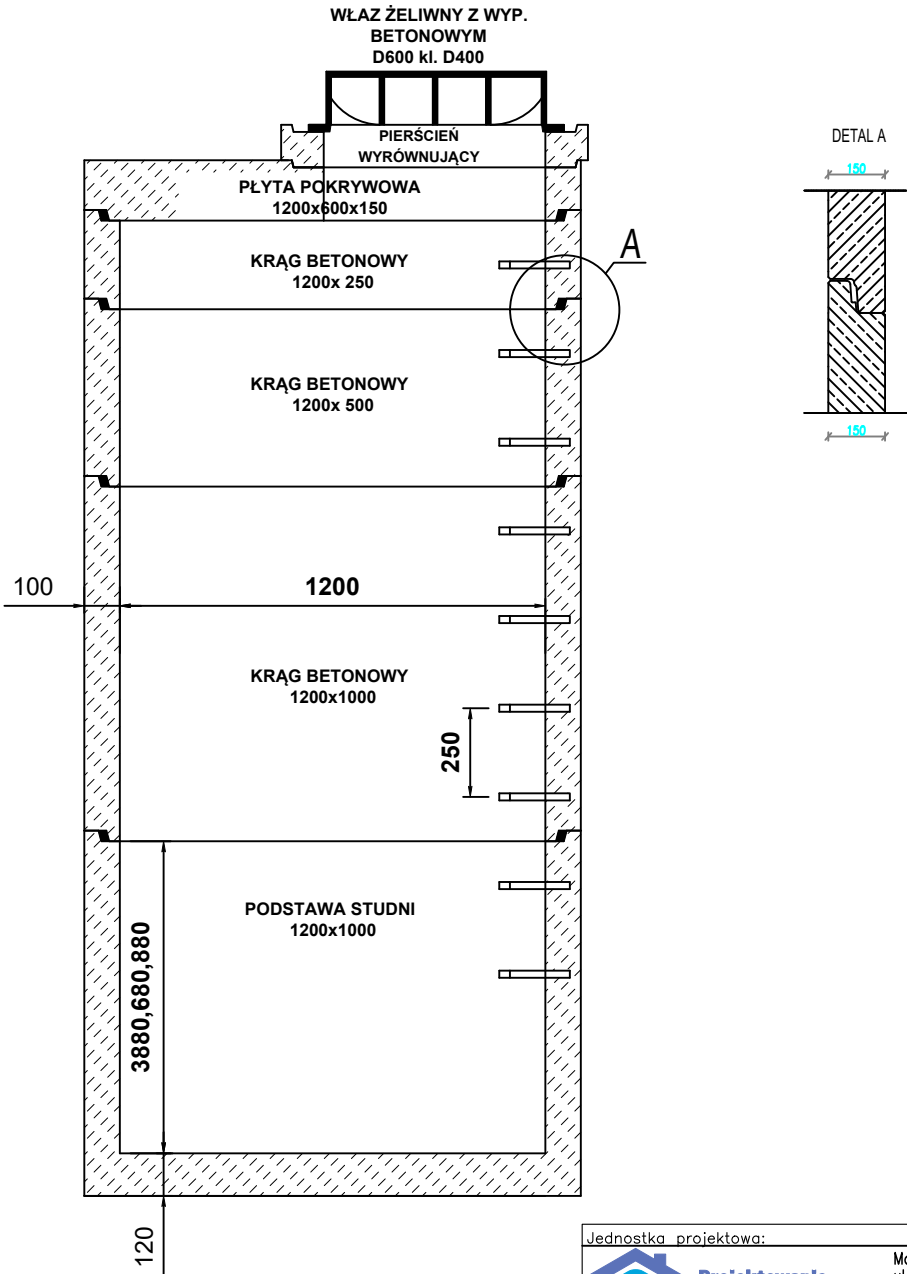 WŁAZ ŻELIWNY Z WYP.
BETONOWYM
D600 kl. D400
PIERŚCIEŃ
WYRÓWNUJĄCY
PŁYTA POKRYWOWA
1200x600x150
KRĄG BETONOWY
1200x 250
A
KRĄG BETONOWY
1200x 500
100
1200
KRĄG BETONOWY
1200x1000
250
PODSTAWA STUDNI
1200x1000
3880,680,880
120
DETAL A
150
150
Jednostka projektowa: